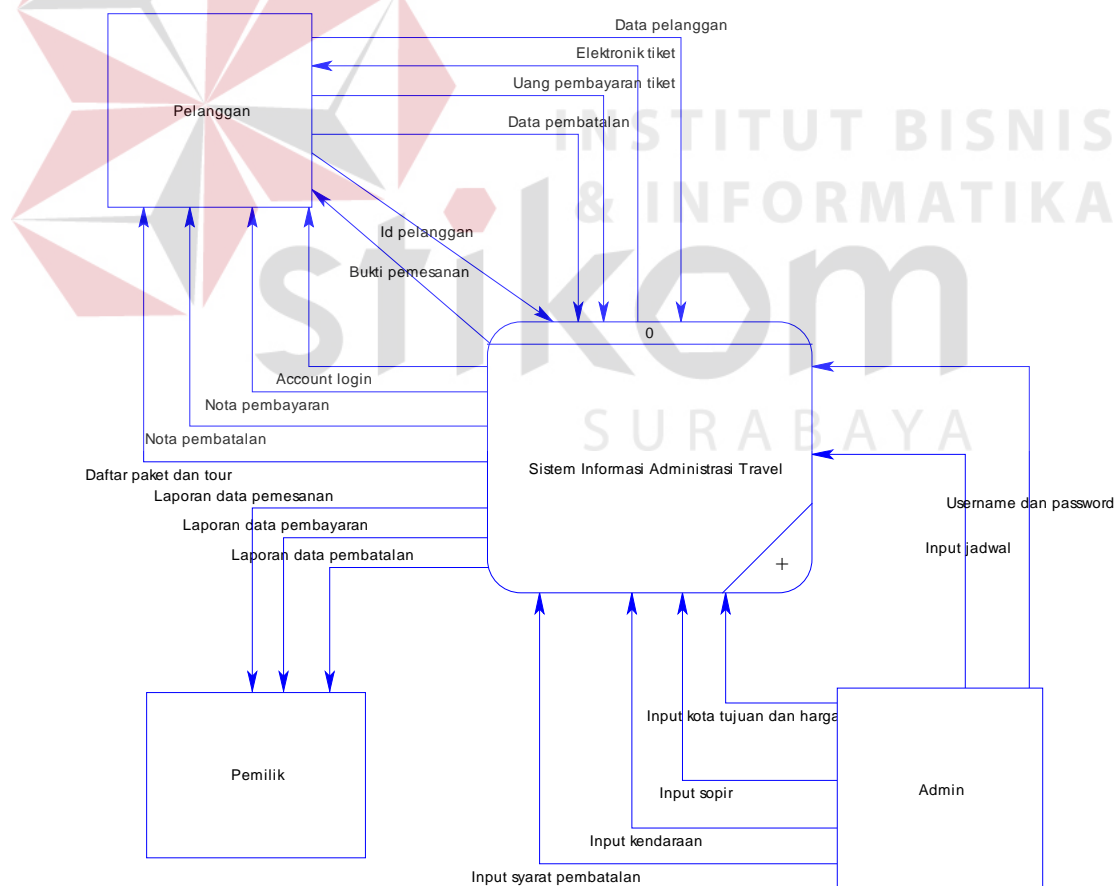 Data pelanggan
Elektronik tiket
Uang pembayaran tiket
Pelanggan
Data pembatalan
INSTITUT BISNIS
& INFORMATIKA
stikom
SURABAYA
Id pelanggan
Bukti pemesanan
0
Account login
Nota pembayaran
Nota pembatalan
Daftar paket dan tour
Sistem Informasi Administrasi Travel
Laporan data pemesanan
Laporan data pembayaran
Laporan data pembatalan
Username dan password
Input jadwal
+
Input kota tujuan dan harga
Pemilik
Admin
Input sopir
Input kendaraan
Input syarat pembatalan